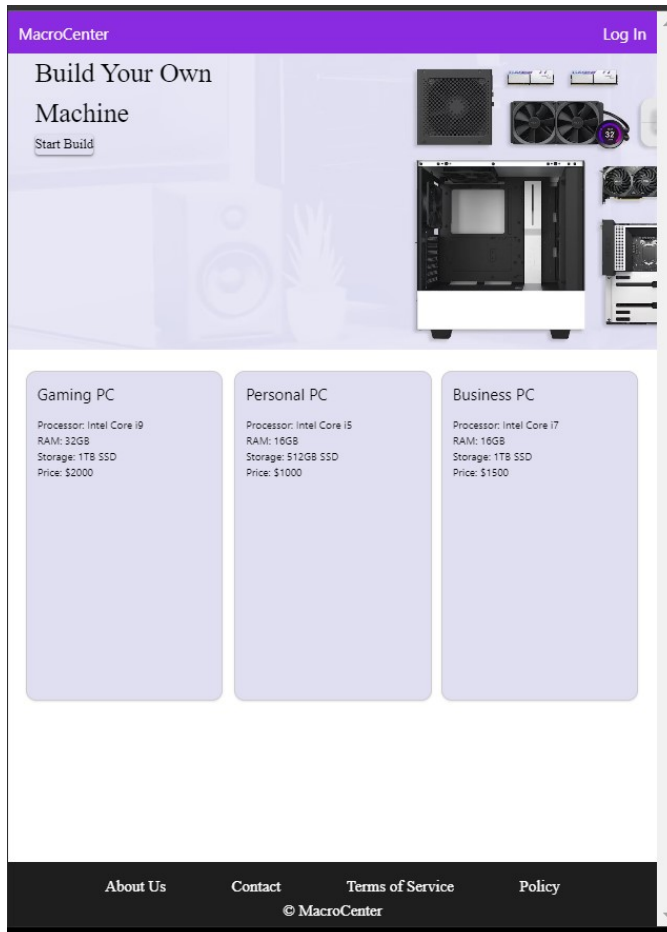 MacroCenter
Log In
Build Your Own
Machine
Start Build
32
Gaming PC
Processor: Intel Core i9
RAM: 32GB
Storage: 1TB SSD
Price: $2000
Personal PC
Processor: Intel Core i5
RAM: 16GB
Storage: 512GB SSD
Price: $1000
Business PC
Processor: Intel Core i7
RAM: 16GB
Storage: 1TB SSD
Price: $1500
About Us
Contact
Terms of Service
Policy
© MacroCenter